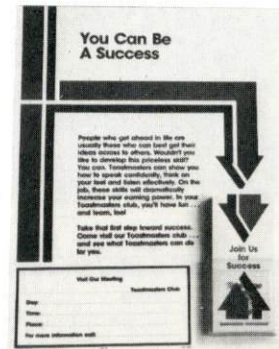 You Can Be
A Success
People who get ahead in life are
usually those who can best get their
ideas across to others. Wouldn't you
like to develop this priceless skill?
You can. Toastmasters can show you
how to speak confidently, think on
your feet and listen effectively. On the
job, these skills will dramatically
increase your earning power. In your
Toastmasters club, you'll have fun ...
and learn, too!
Take that first step toward success.
Come visit our Toastmasters club ...
and see what Toastmasters can do
for you.
Join Us
for
Success
Visit Our Meeting
Toastmasters Club
Day:
Time:
Place:
For more information call: